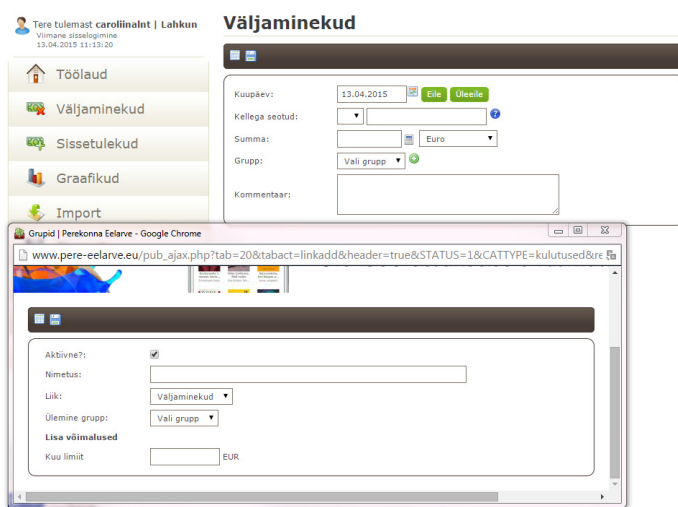 Tere tulemast caroliinalnt | Lahkun
Viimane sisselogimine
13.04.2015 11:13:20
Töölaud
Väljaminekud
Sissetulekud
Graafikud
Import
Väljaminekud
Kuupäev: 13.04.2015 Eile Üleeile
Kellega seotud:
Summa: Euro
Grupp: Vali grupp
Kommentaar:
Grupid | Perekonna Eelarve - Google Chrome
www.pere-eelarve.eu/pub_ajax.php?tab=20&tabact=linkadd&header=true&STATUS=1&CATTYPE=kulutused&re
Aktiivne?:
Nimetus:
Liik: Väljaminekud
Ülemine grupp: Vali grupp
Lisa võimalused
Kuu limiit EUR